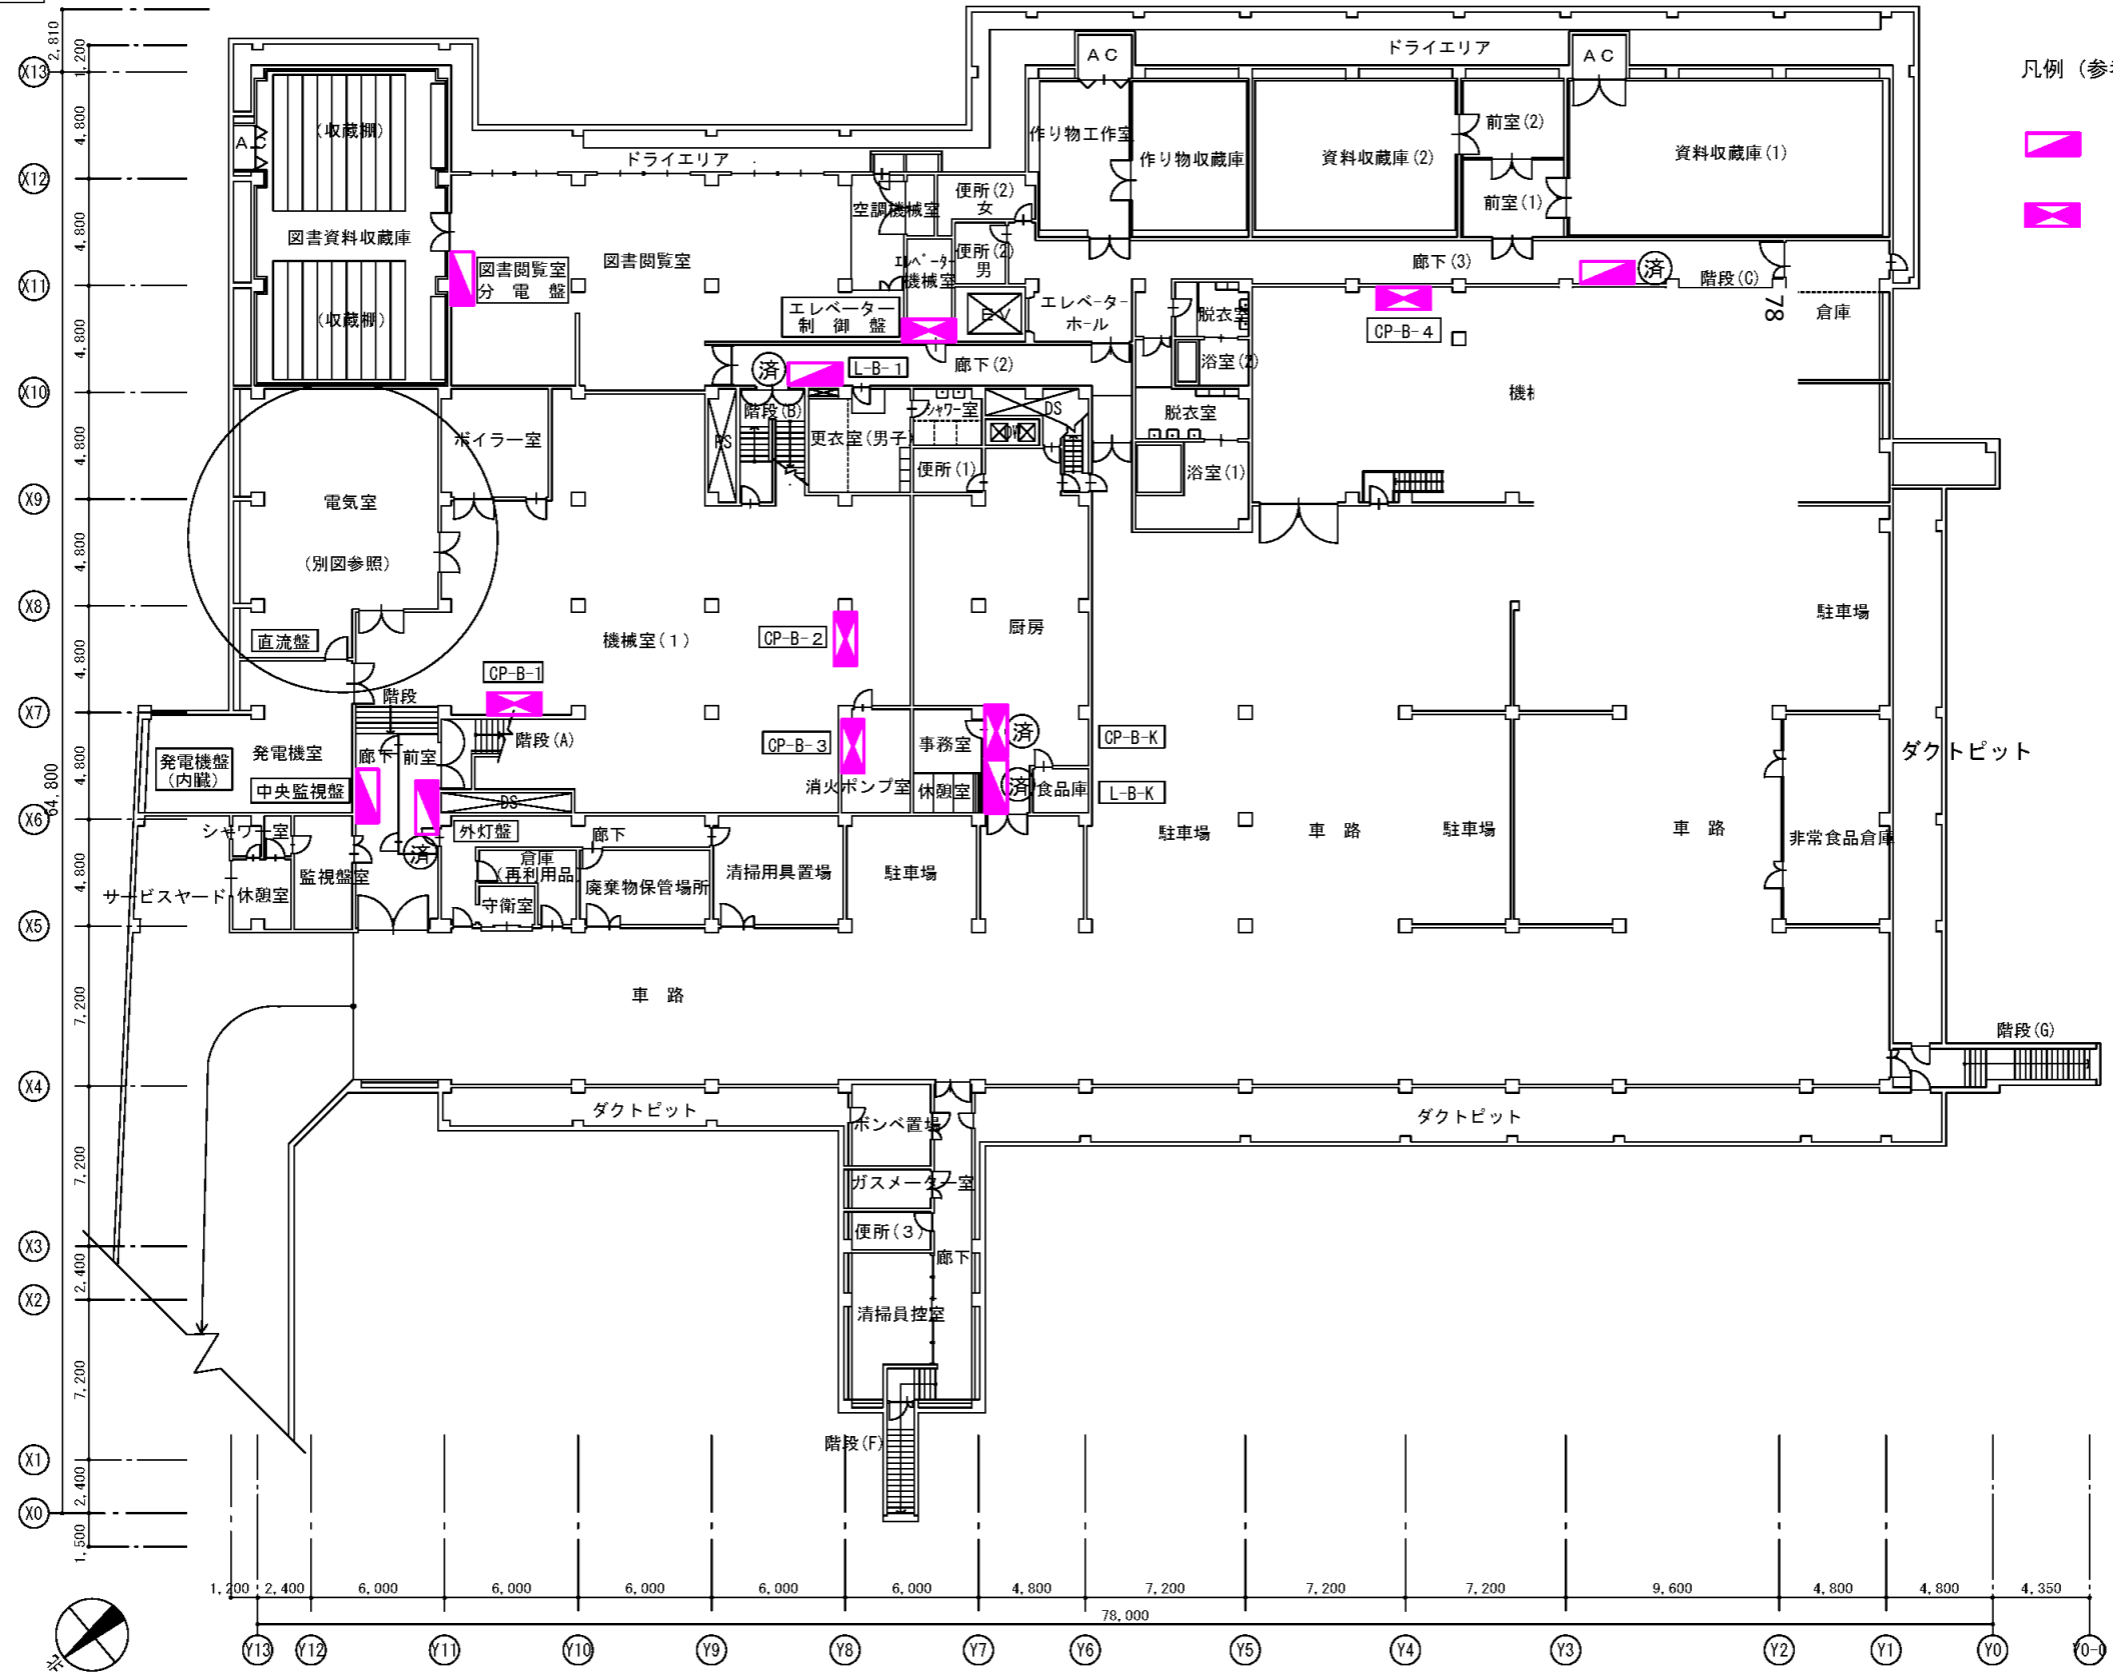 凡例（参
2,810
1,200
X13
4,800
X12
4,800
X11
4,800
X10
4,800
X9
4,800
X8
4,800
X7
4,800
64,800
X6
4,800
X5
7,200
X4
7,200
X3
2,400
X2
7,200
X1
2,400
X0
1,500
ドライエリア
AC
AC
AC
(収蔵棚)
図書資料収蔵庫
(収蔵棚)
ドライエリア
図書閲覧室
分電盤
図書閲覧室
空調機械室
便所(2)
女
便所(2)
男
エレベーター
機械室
エレベーター
制御盤
EV
エレベーター
ホール
作り物工作室
作り物収蔵庫
資料収蔵庫(2)
前室(2)
前室(1)
資料収蔵庫(1)
廊下(3)
済
階段(C)
78
倉庫
CP-B-4
機械
脱衣室
浴室(2)
脱衣室
浴室(1)
廊下(2)
済
L-B-1
階段(B)
PS
更衣室(男子)
シャワー室
便所(1)
DS
DW
ボイラー室
電気室
(別図参照)
直流盤
機械室(1)
CP-B-1
CP-B-2
CP-B-3
厨房
駐車場
階段
階段(A)
発電機室
発電機盤
(内臓)
中央監視盤
廊下
前室
DS
外灯盤
済
消火ポンプ室
事務室
休憩室
済
済
食品庫
CP-B-K
L-B-K
ダクトピット
シャワー室
サービスヤード
休憩室
監視盤室
廊下
倉庫
(再利用品
守衛室
廃棄物保管場所
清掃用具置場
駐車場
駐車場
車路
駐車場
車路
非常食品倉庫
車路
階段(G)
ダクトピット
ボンベ置場
ダクトピット
ガスメーター室
便所(3)
廊下
清掃員控室
階段(F)
1,200
2,400
6,000
6,000
6,000
6,000
6,000
4,800
7,200
7,200
7,200
9,600
4,800
4,800
4,350
78,000
Y13
Y12
Y11
Y10
Y9
Y8
Y7
Y6
Y5
Y4
Y3
Y2
Y1
Y0
Y0-0
北